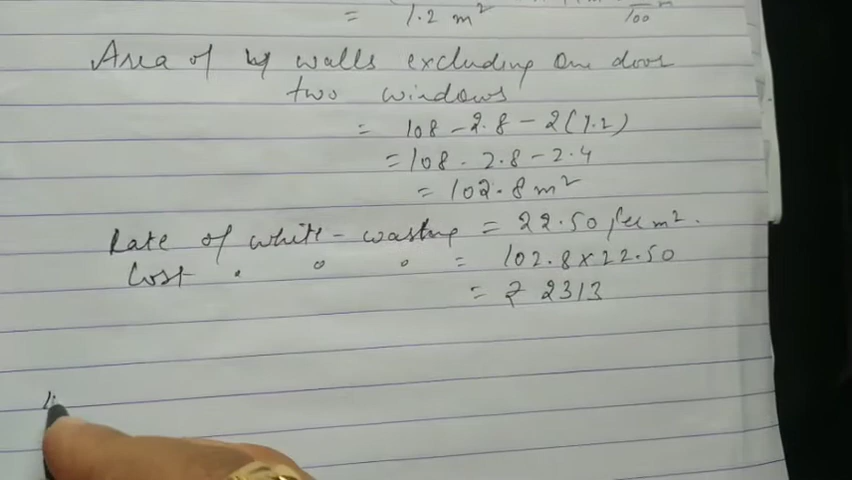 = 1.2 m²
100
Area of 4 walls excluding one door
two windows
= 108 - 2.8 - 2(1.2)
= 108 - 2.8 - 2.4
= 102.8 m²
Rate of white-washing = 22.50 per m².
Cost " " " = 102.8 x 22.50
= ₹ 2313